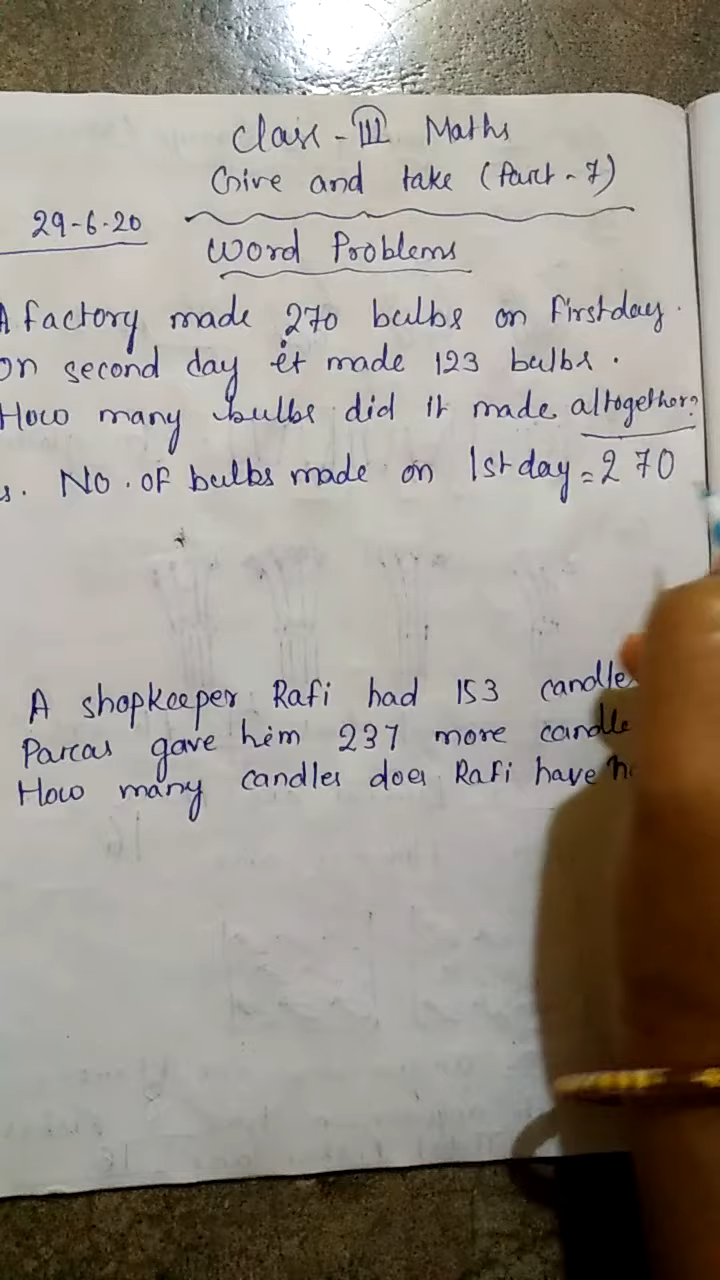 Class - III Maths
Give and take (Part - 7)
29-6-20
Word Problems
A factory made 270 bulbs on first day.
on second day it made 123 bulbs.
How many bulbs did it made altogether?
s. No. of bulbs made on 1st day = 270
A shopkeeper Rafi had 153 candle
Parcas gave him 237 more candle
How many candles does Rafi have